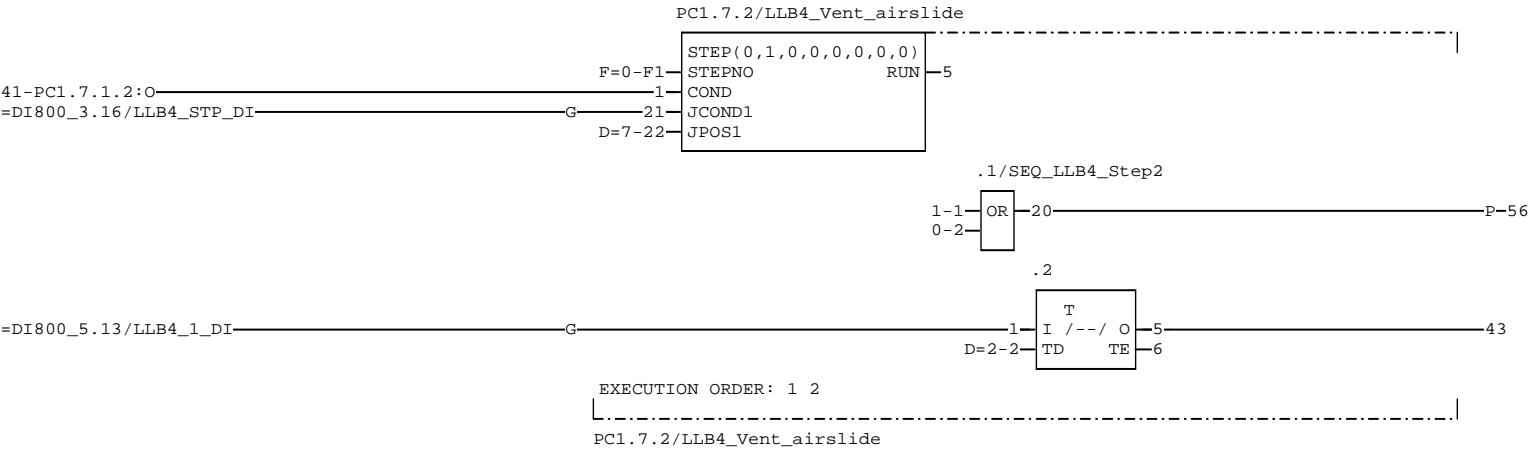 PC1.7.2/LLB4_Vent_airslide
STEP(0,1,0,0,0,0,0,0)
F=0-F1 STEPNO RUN 5
41-PC1.7.1.2:O 1 COND
=DI800_3.16/LLB4_STP_DI G 21 JCOND1
D=7-22 JPOS1
.1/SEQ_LLB4_Step2
1-1 OR 20 P-56
0-2
.2
T
=DI800_5.13/LLB4_1_DI G 1 I /--/ O 5 43
D=2-2 TD TE 6
EXECUTION ORDER: 1 2
PC1.7.2/LLB4_Vent_airslide